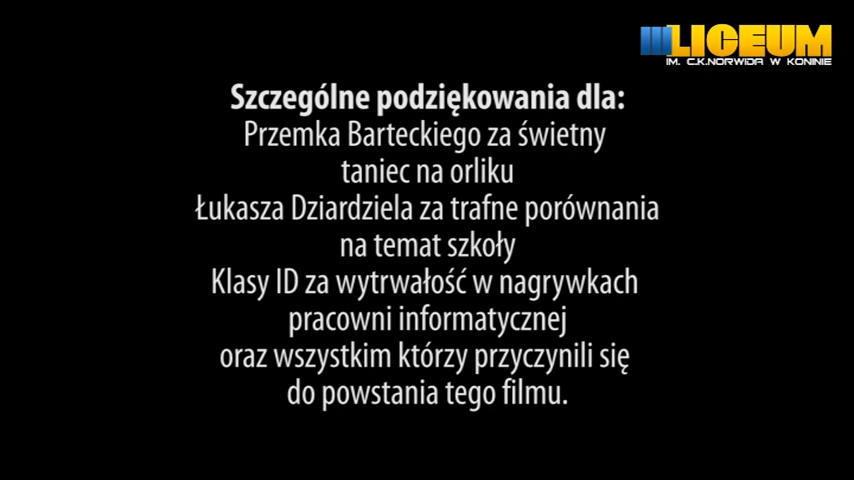 III LICEUM
IM. C.K.NORWIDA W KONINIE
Szczególne podziękowania dla:
Przemka Barteckiego za świetny
taniec na orliku
Łukasza Dziardziela za trafne porównania
na temat szkoły
Klasy ID za wytrwałość w nagrywkach
pracowni informatycznej
oraz wszystkim którzy przyczynili się
do powstania tego filmu.